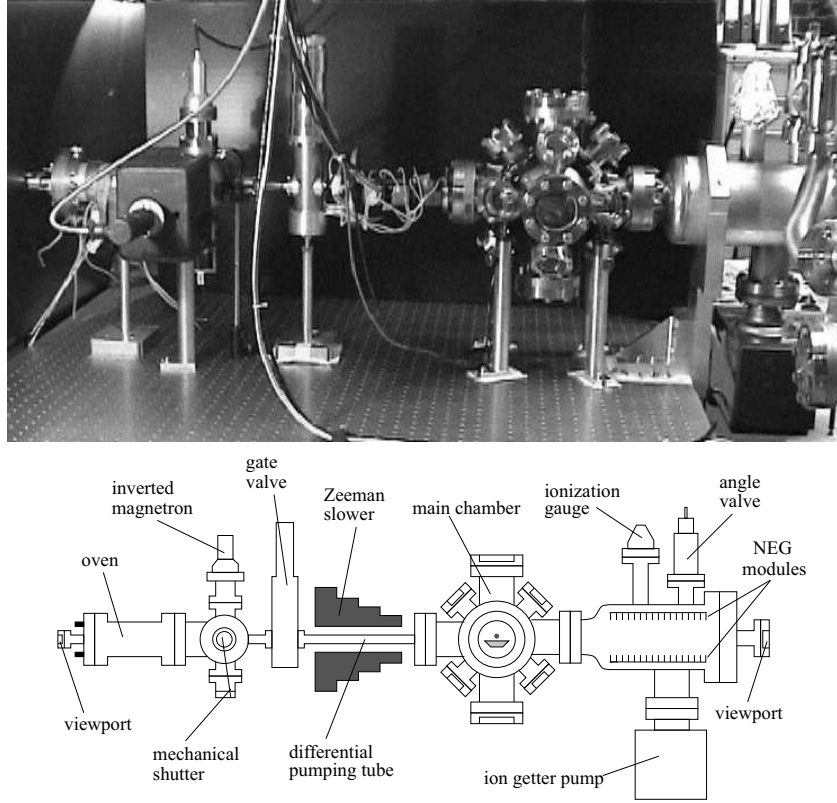 gate
valve
inverted
magnetron
Zeeman
slower
main chamber
ionization
gauge
angle
valve
oven
NEG
modules
viewport
mechanical
shutter
differential
pumping tube
ion getter pump
viewport